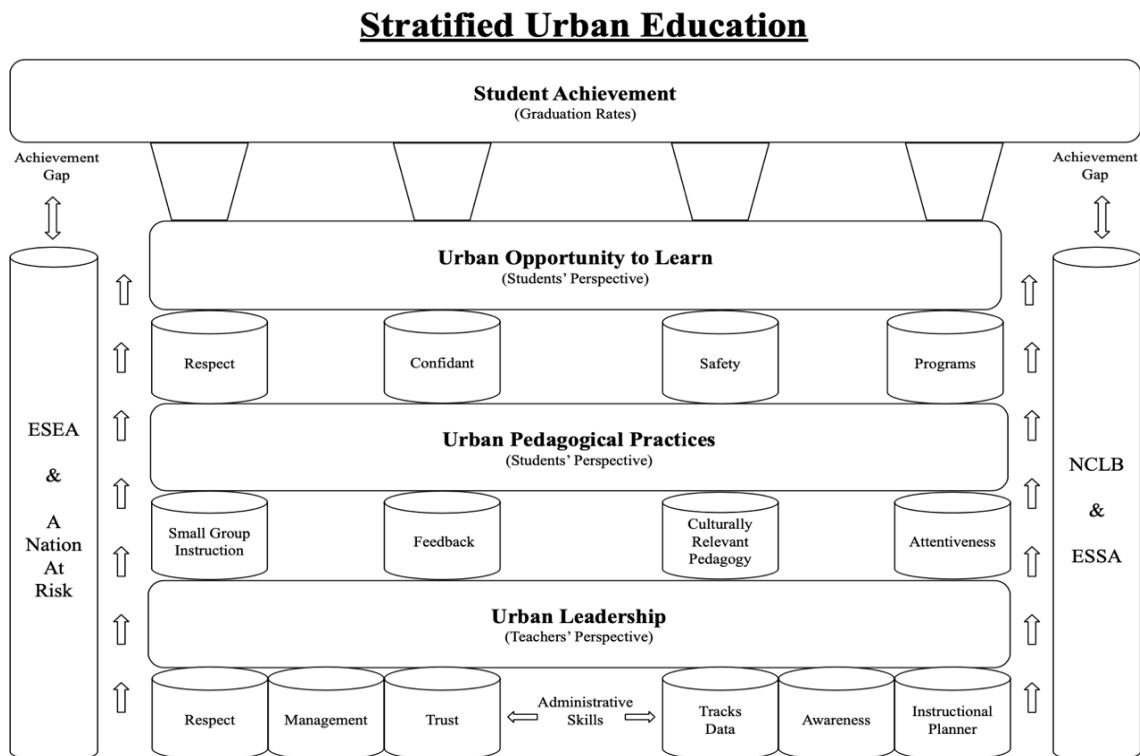 Stratified Urban Education
Student Achievement
(Graduation Rates)
Achievement
Gap
Achievement
Gap
Urban Opportunity to Learn
(Students' Perspective)
Respect
Confidant
Safety
Programs
Urban Pedagogical Practices
(Students' Perspective)
ESEA
&
A
Nation
At
Risk
NCLB
&
ESSA
Small Group
Instruction
Feedback
Culturally
Relevant
Pedagogy
Attentiveness
Urban Leadership
(Teachers' Perspective)
Respect
Management
Trust
Administrative
Skills
Tracks
Data
Awareness
Instructional
Planner